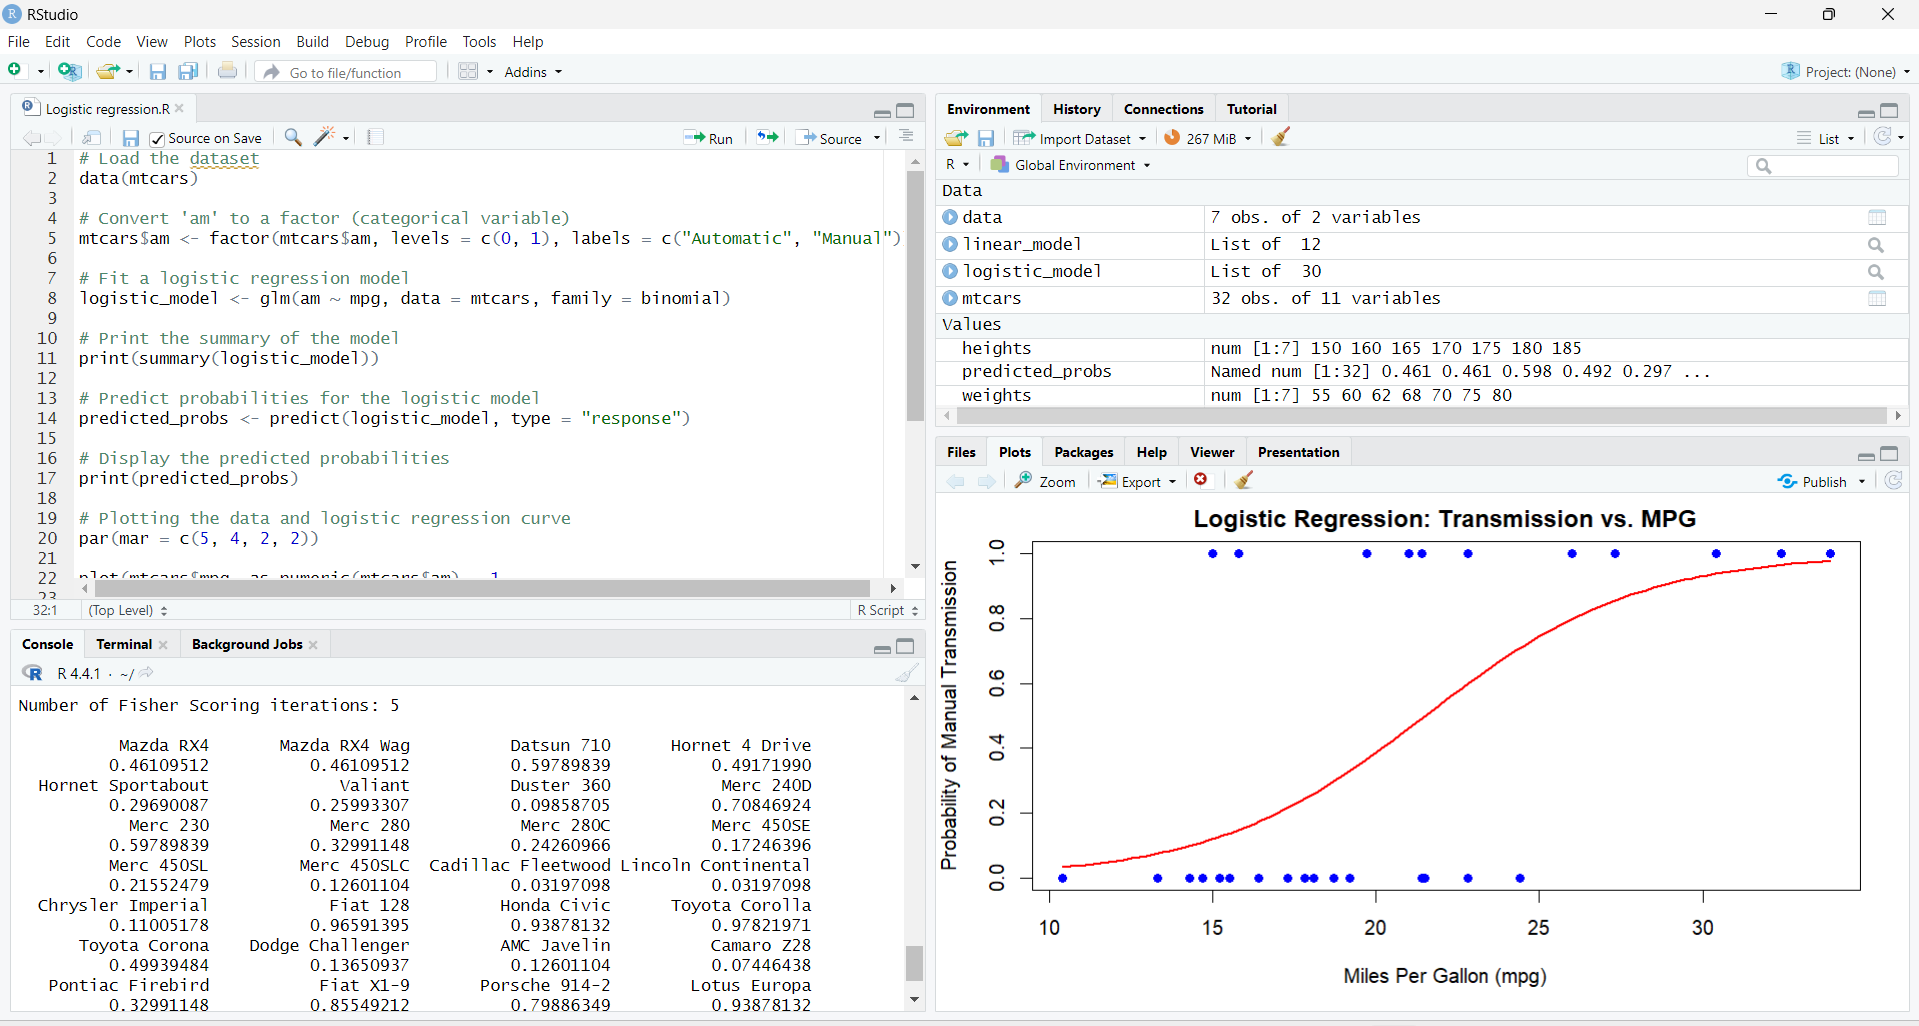 RStudio
File Edit Code View Plots Session Build Debug Profile Tools Help
Go to file/function Addins Project: (None)
Logistic regression.R
Source on Save Run Source
1 # Load the dataset
2 data(mtcars)
3
4 # Convert 'am' to a factor (categorical variable)
5 mtcars$am <- factor(mtcars$am, levels = c(0, 1), labels = c("Automatic", "Manual")
6
7 # Fit a logistic regression model
8 logistic_model <- glm(am ~ mpg, data = mtcars, family = binomial)
9
10 # Print the summary of the model
11 print(summary(logistic_model))
12
13 # Predict probabilities for the logistic model
14 predicted_probs <- predict(logistic_model, type = "response")
15
16 # Display the predicted probabilities
17 print(predicted_probs)
18
19 # Plotting the data and logistic regression curve
20 par(mar = c(5, 4, 2, 2))
21
22 plot(mtcars$mpg, as.numeric(mtcars$am) - 1
23
32:1 (Top Level) R Script
Console Terminal Background Jobs
R 4.4.1 · ~/
Number of Fisher Scoring iterations: 5
Mazda RX4 Mazda RX4 Wag Datsun 710 Hornet 4 Drive
0.46109512 0.46109512 0.59789839 0.49171990
Hornet Sportabout Valiant Duster 360 Merc 240D
0.29690087 0.25993307 0.09858705 0.70846924
Merc 230 Merc 280 Merc 280C Merc 450SE
0.59789839 0.32991148 0.24260966 0.17246396
Merc 450SL Merc 450SLC Cadillac Fleetwood Lincoln Continental
0.21552479 0.12601104 0.03197098 0.03197098
Chrysler Imperial Fiat 128 Honda Civic Toyota Corolla
0.11005178 0.96591395 0.93878132 0.97821971
Toyota Corona Dodge Challenger AMC Javelin Camaro Z28
0.49939484 0.13650937 0.12601104 0.07446438
Pontiac Firebird Fiat X1-9 Porsche 914-2 Lotus Europa
0.32991148 0.85549212 0.79886349 0.93878132
Environment History Connections Tutorial
Import Dataset 267 MiB List
R Global Environment
Data
data 7 obs. of 2 variables
linear_model List of 12
logistic_model List of 30
mtcars 32 obs. of 11 variables
Values
heights num [1:7] 150 160 165 170 175 180 185
predicted_probs Named num [1:32] 0.461 0.461 0.598 0.492 0.297 ...
weights num [1:7] 55 60 62 68 70 75 80
Files Plots Packages Help Viewer Presentation
Zoom Export Publish
Logistic Regression: Transmission vs. MPG
Probability of Manual Transmission
1.0
0.8
0.6
0.4
0.2
0.0
10 15 20 25 30
Miles Per Gallon (mpg)